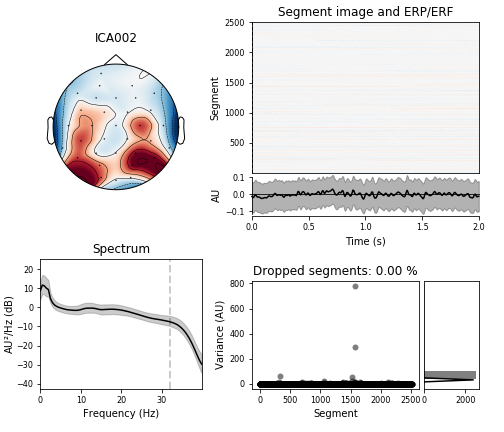 ICA002
Segment image and ERP/ERF
Segment
2500
2000
1500
1000
500
AU
0.1
0.0
−0.1
0.0 0.5 1.0 1.5 2.0
Time (s)
Spectrum
AU²/Hz (dB)
20
10
0
−10
−20
−30
−40
0 10 20 30
Frequency (Hz)
Dropped segments: 0.00 %
Variance (AU)
800
600
400
200
0
0 500 1000 1500 2000 2500
Segment
0 2000